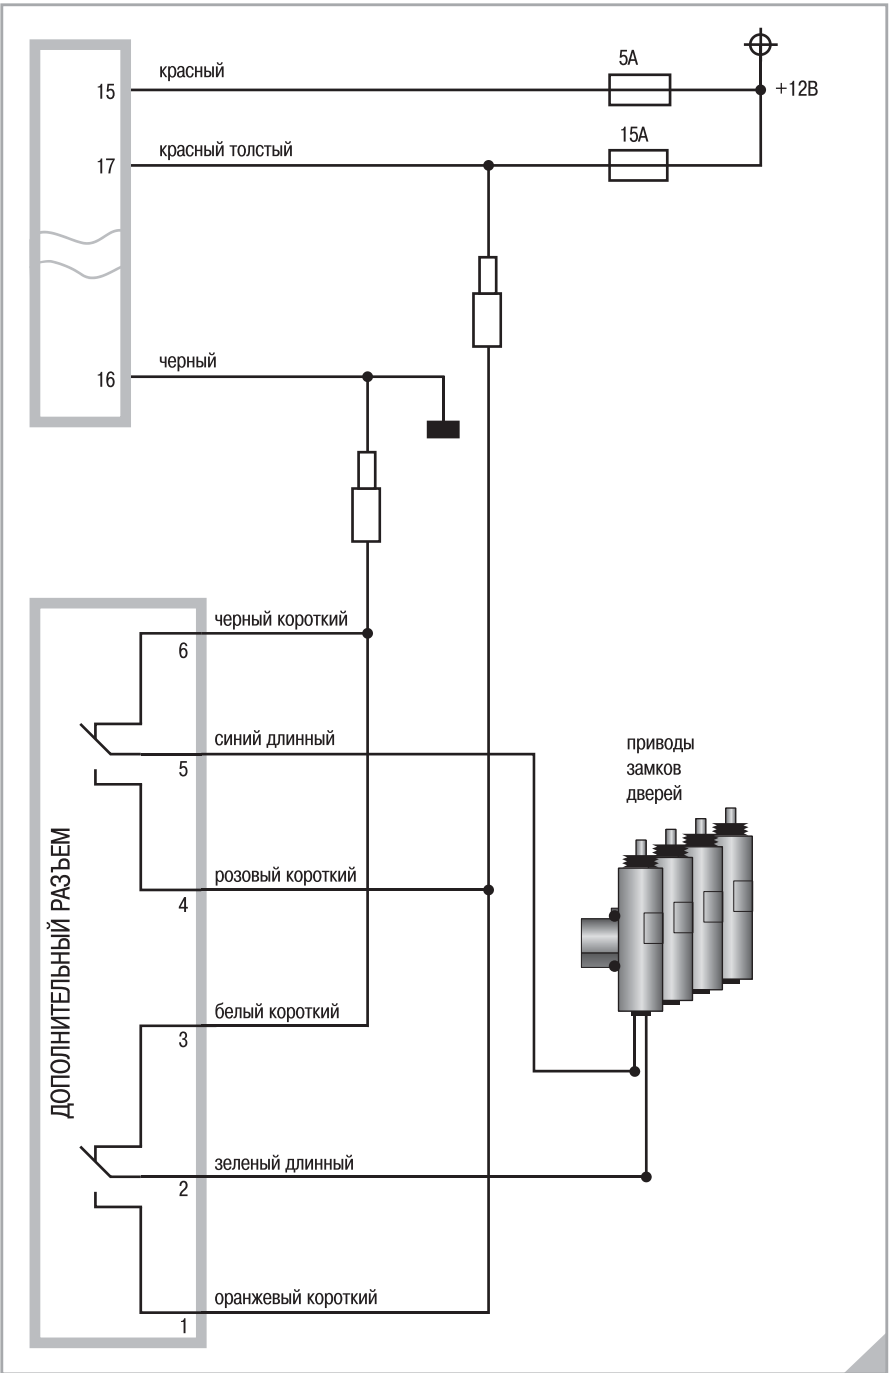 5А
красный
15
+12В
15А
красный толстый
17
черный
16
черный короткий
6
синий длинный
5
приводы
замков
дверей
розовый короткий
4
ДОПОЛНИТЕЛЬНЫЙ РАЗЪЕМ
белый короткий
3
зеленый длинный
2
оранжевый короткий
1